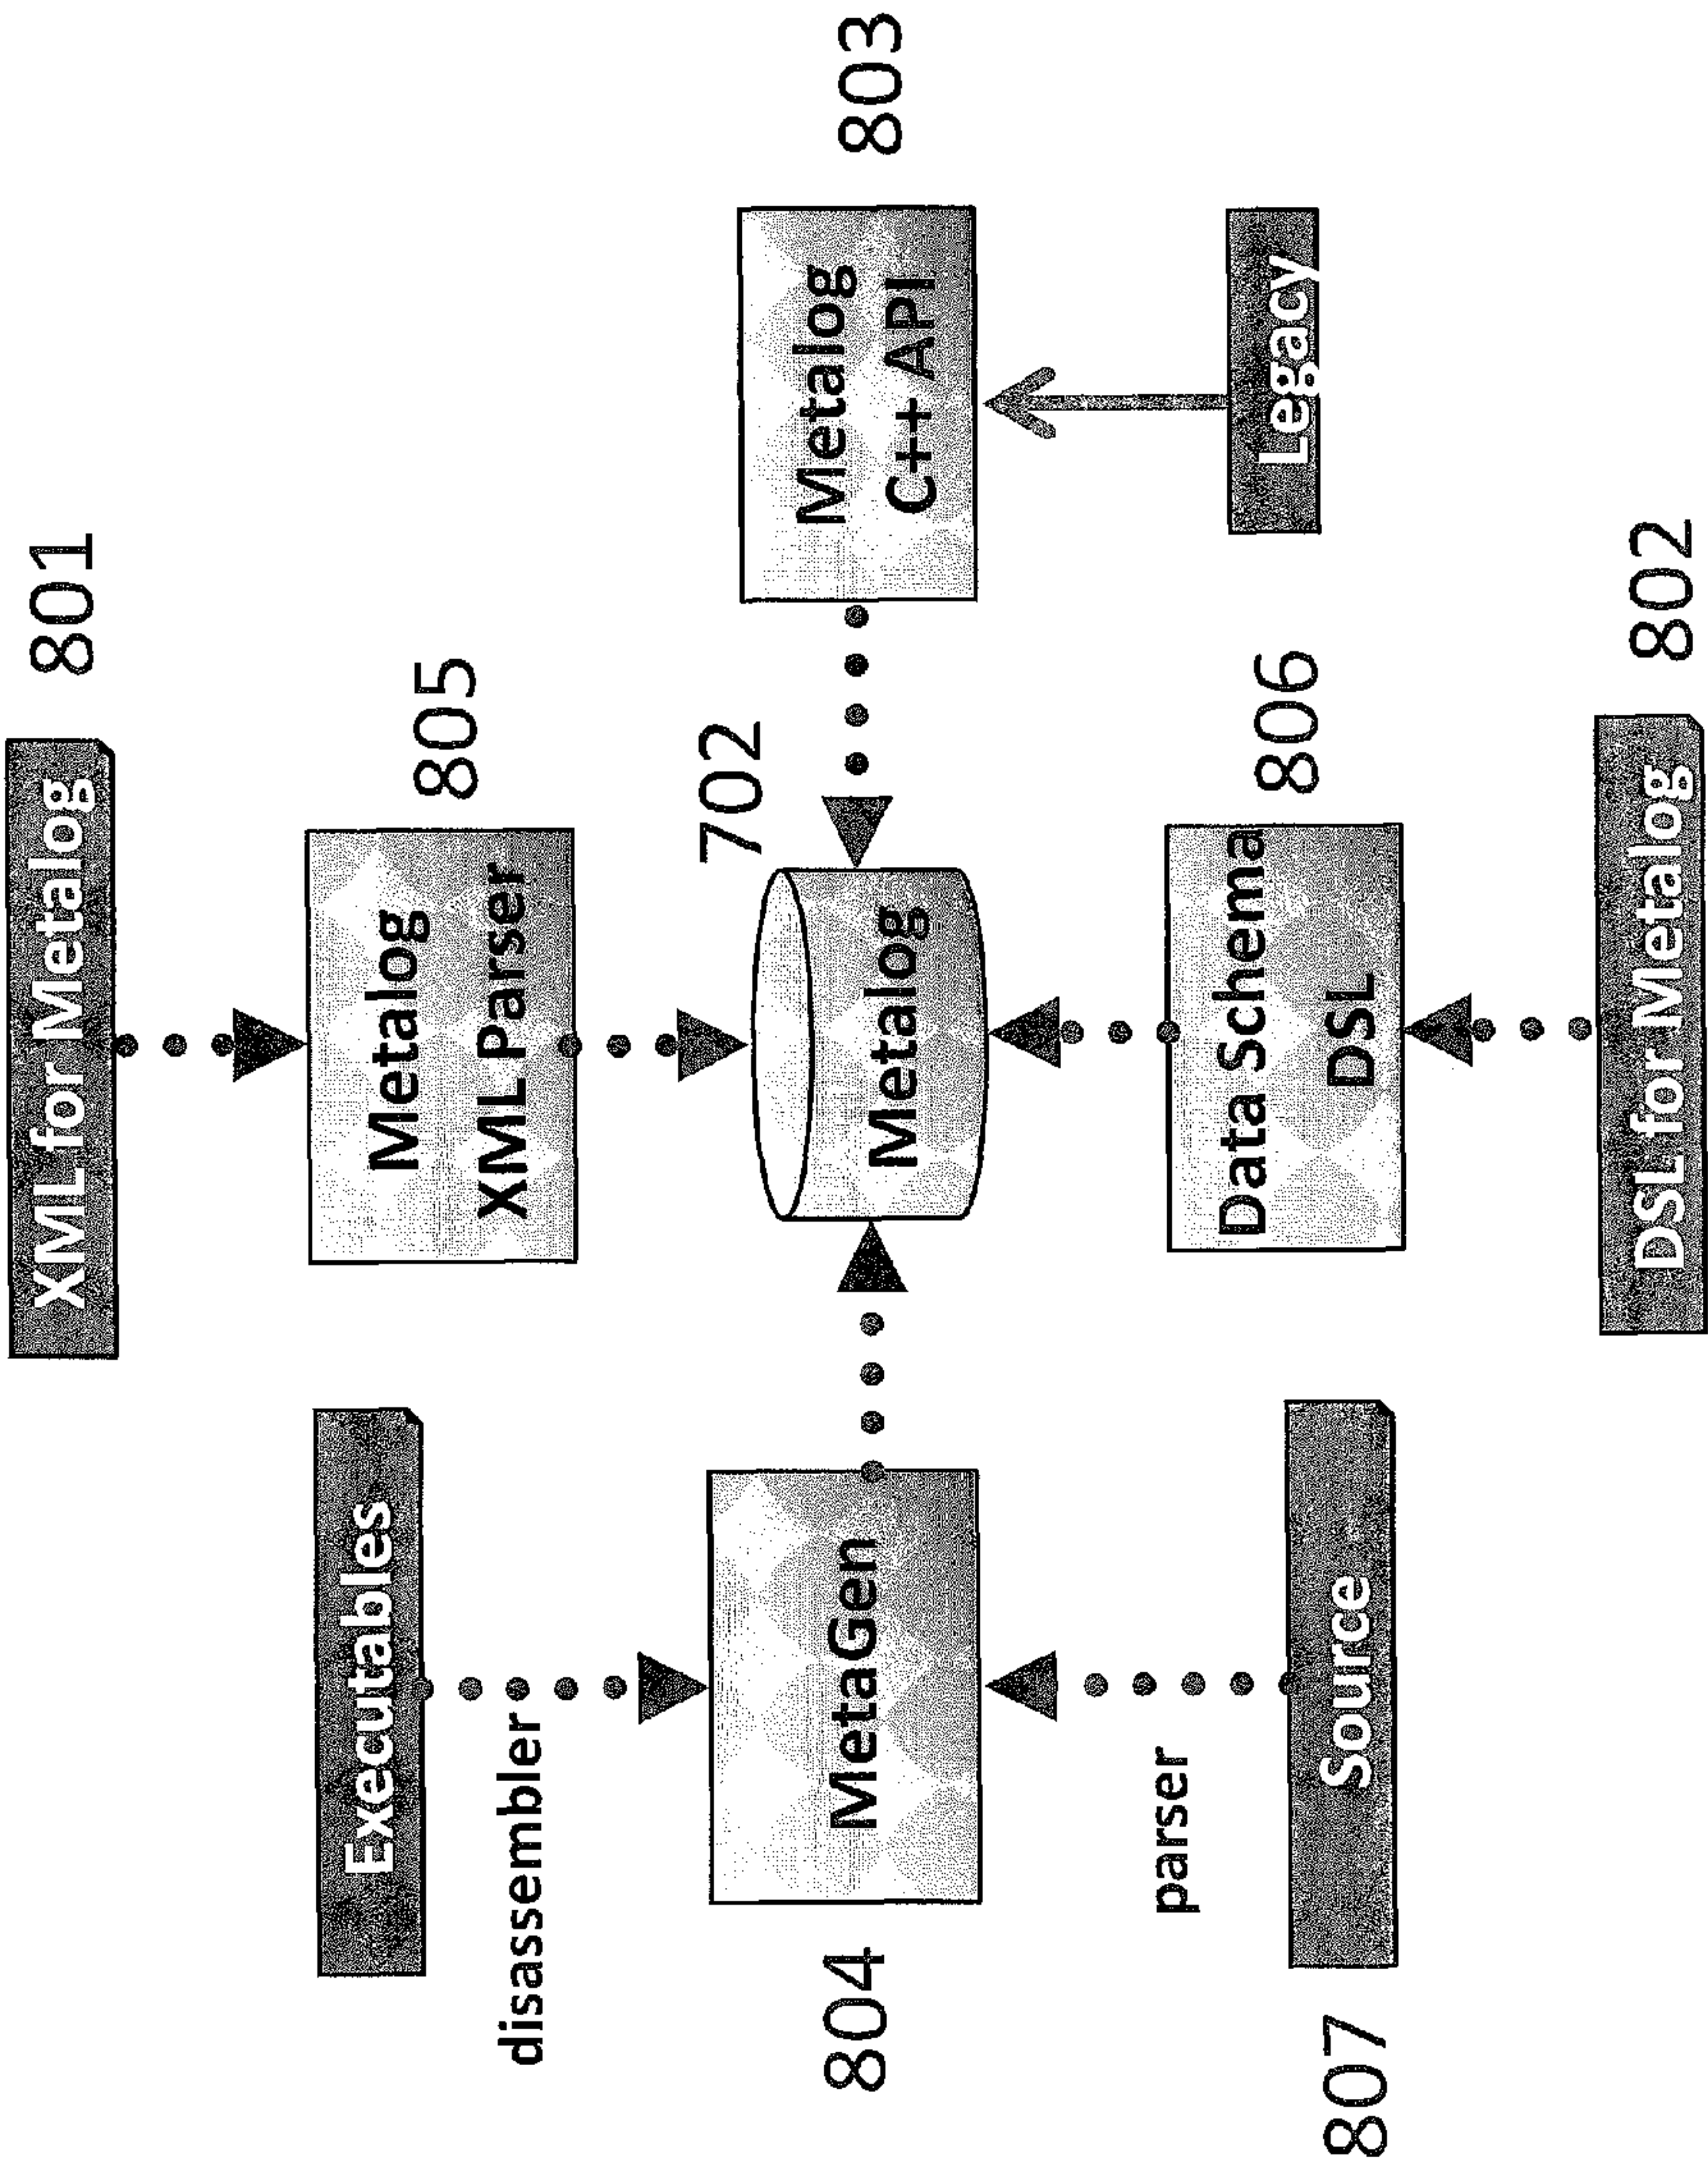 XML for Metalog
801
Executables
disassembler
Metalog
XML Parser
805
804
MetaGen
702
Metalog
Metalog
C++ API
803
parser
Data Schema
DSL
806
Legacy
807
Source
DSL for Metalog
802